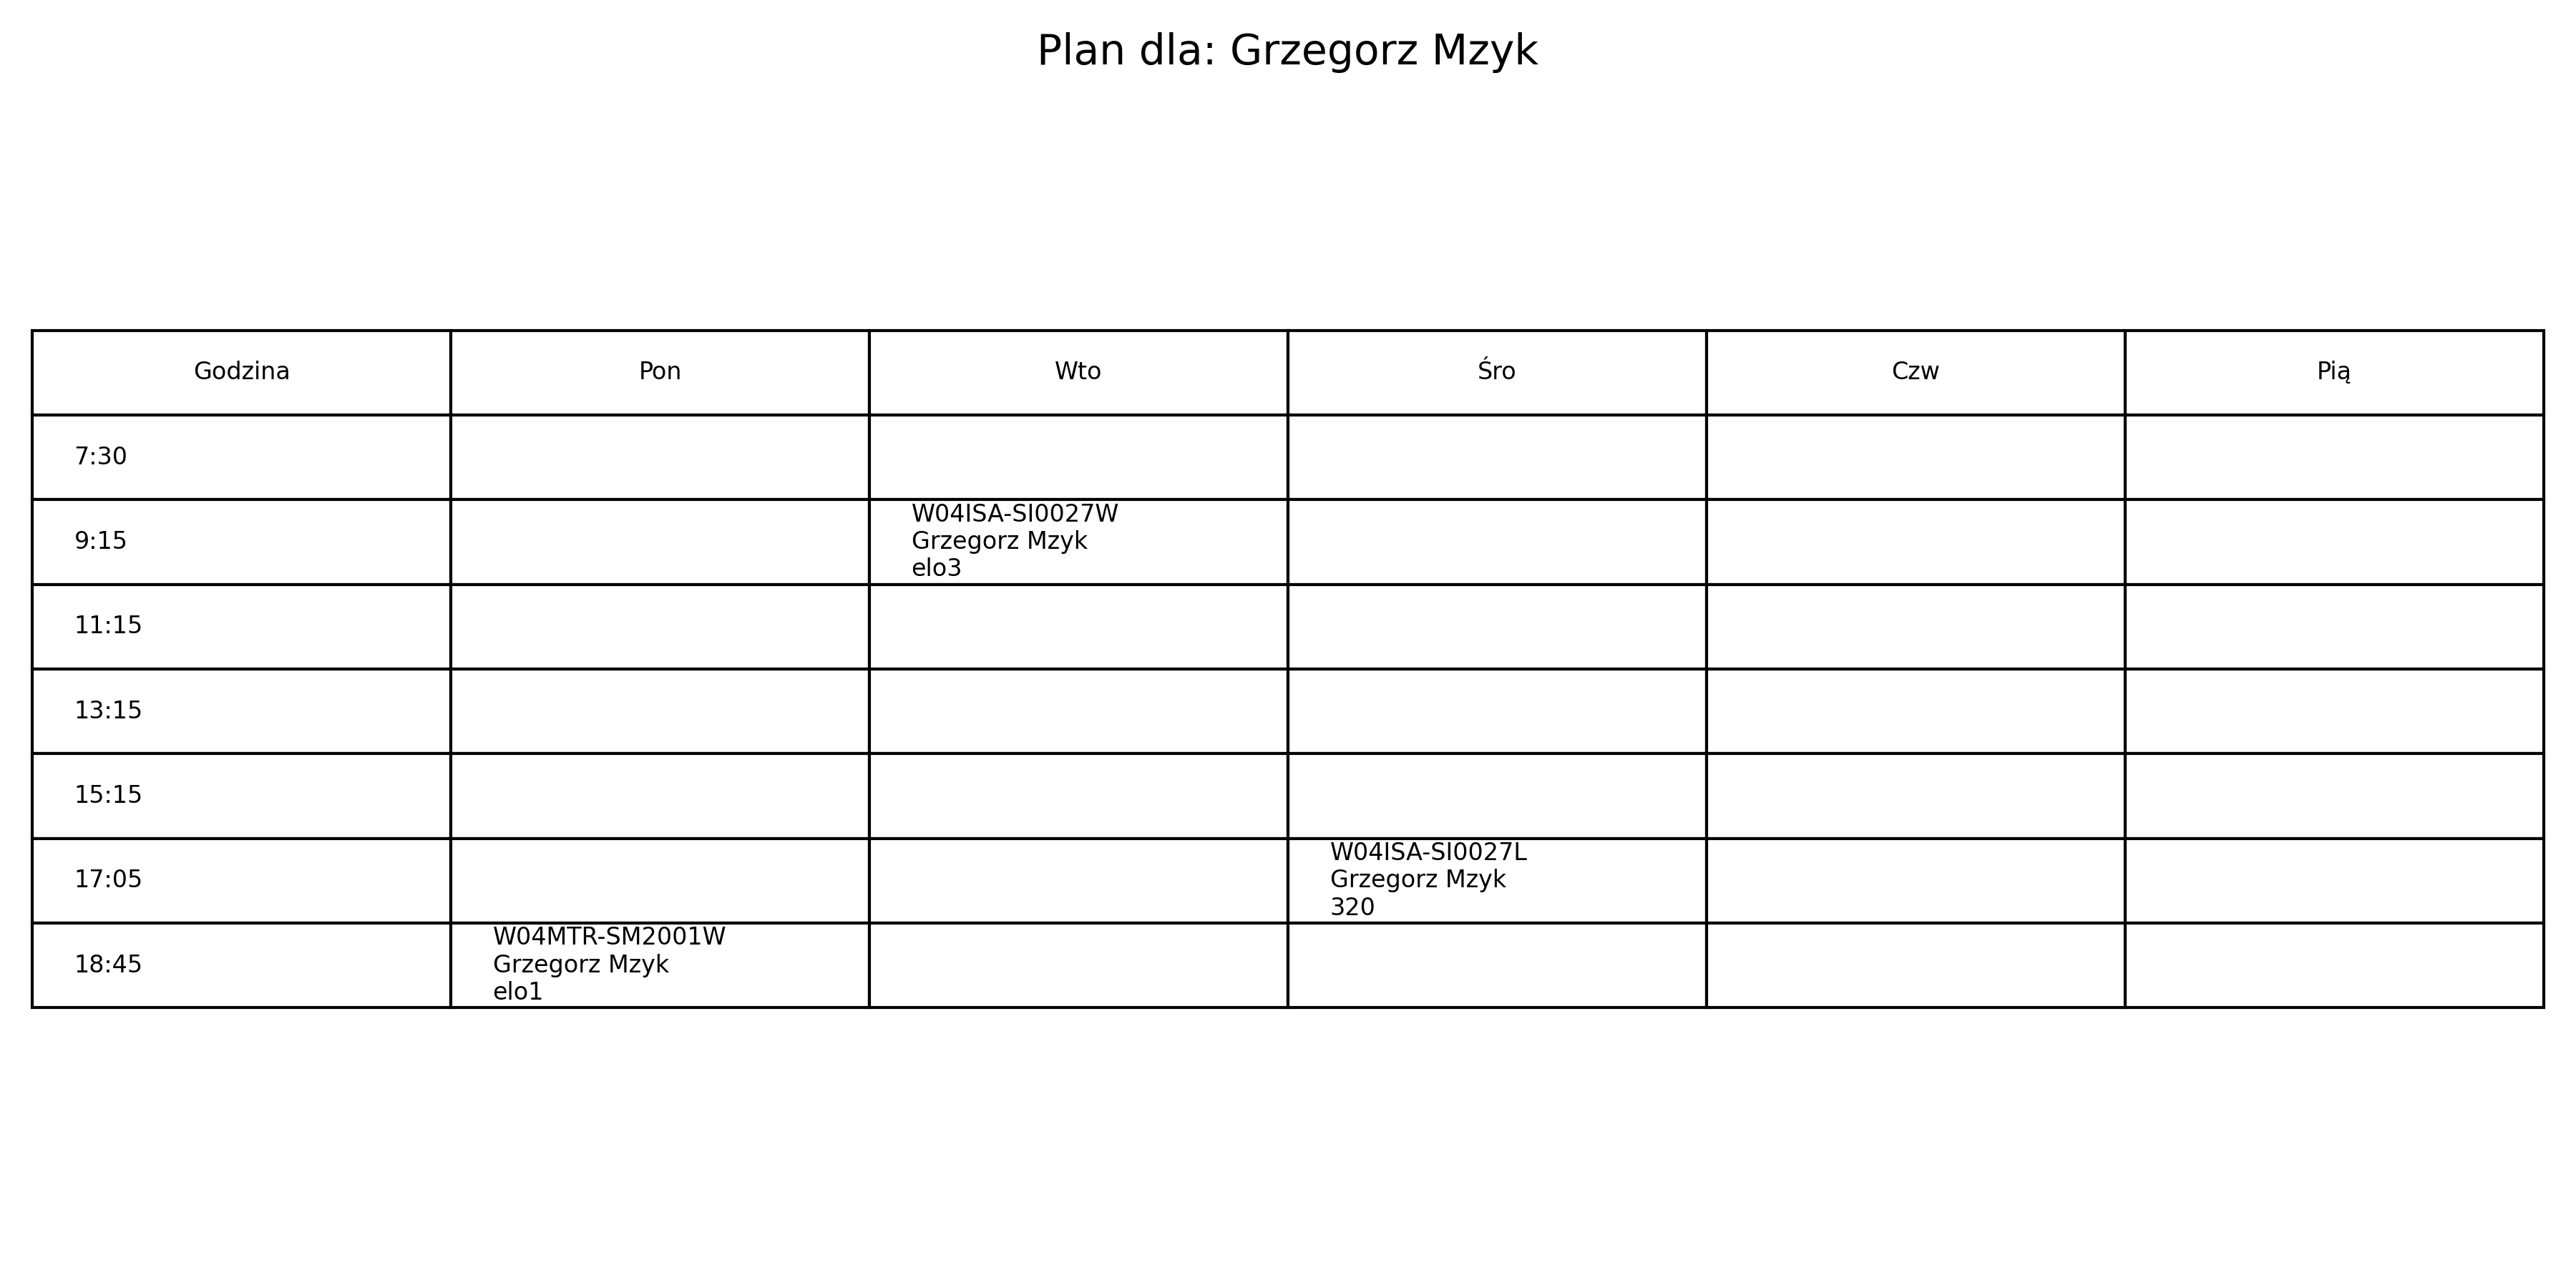 Plan dla: Grzegorz Mzyk
Godzina Pon Wto Śro Czw Pią
7:30
9:15
W04ISA-SI0027W
Grzegorz Mzyk
elo3
11:15
13:15
15:15
17:05
W04ISA-SI0027L
Grzegorz Mzyk
320
18:45
W04MTR-SM2001W
Grzegorz Mzyk
elo1